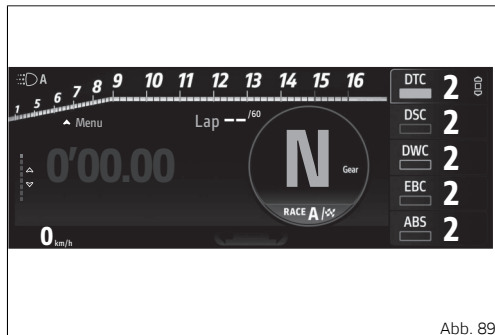 A
1 5 6 7 8 9 10 11 12 13 14 15 16
Menu
Lap --/60
0'00.00
N
Gear
RACE A/
0 km/h
DTC 2
DSC 2
DWC 2
EBC 2
ABS 2
Abb. 89